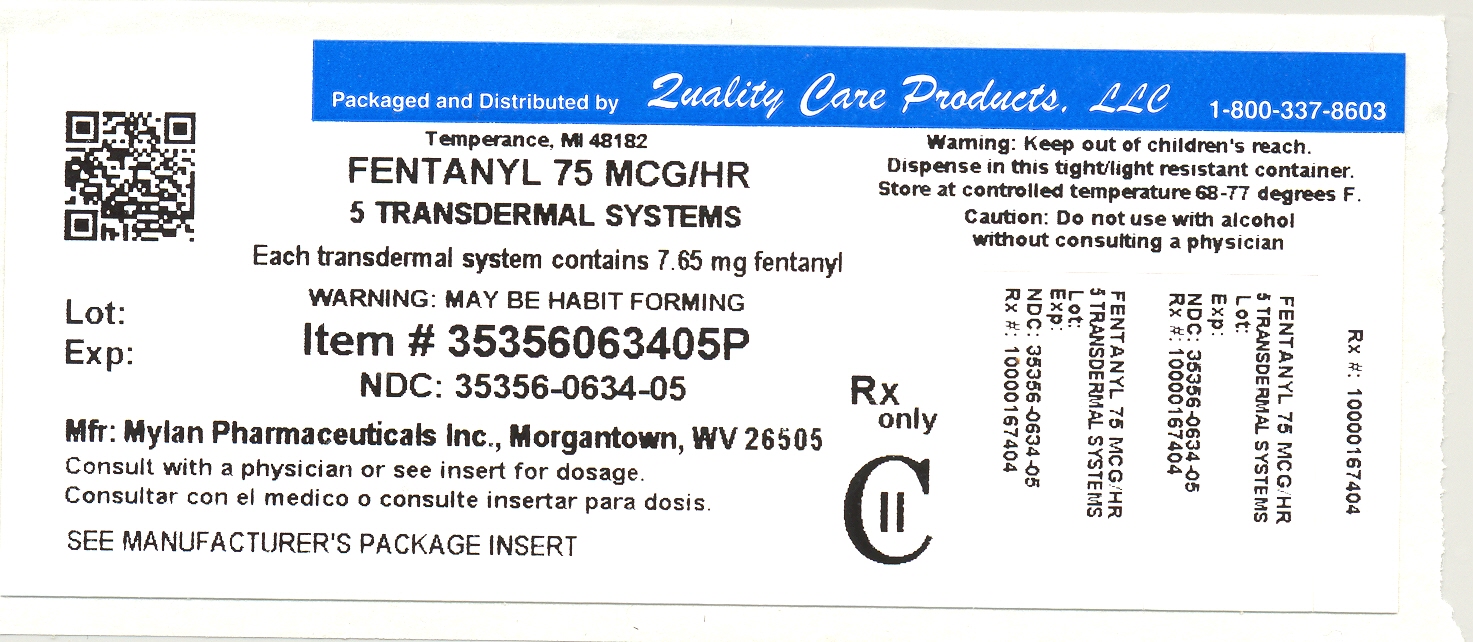 Packaged and Distributed by Quality Care Products, LLC 1-800-337-8603
Temperance, MI 48182
FENTANYL 75 MCG/HR
5 TRANSDERMAL SYSTEMS
Each transdermal system contains 7.65 mg fentanyl
WARNING: MAY BE HABIT FORMING
Item # 35356063405P
NDC: 35356-0634-05
Lot:
Exp:
Mfr: Mylan Pharmaceuticals Inc., Morgantown, WV 26505
Consult with a physician or see insert for dosage.
Consultar con el medico o consulte insertar para dosis.
SEE MANUFACTURER'S PACKAGE INSERT
Warning: Keep out of children's reach.
Dispense in this tight/light resistant container.
Store at controlled temperature 68-77 degrees F.
Caution: Do not use with alcohol
without consulting a physician
Rx
only
CII
FENTANYL 75 MCG/HR
5 TRANSDERMAL SYSTEMS
Lot:
Exp:
NDC: 35356-0634-05
Rx #: 10000167404
FENTANYL 75 MCG/HR
5 TRANSDERMAL SYSTEMS
Lot:
Exp:
NDC: 35356-0634-05
Rx #: 10000167404
Rx #: 10000167404